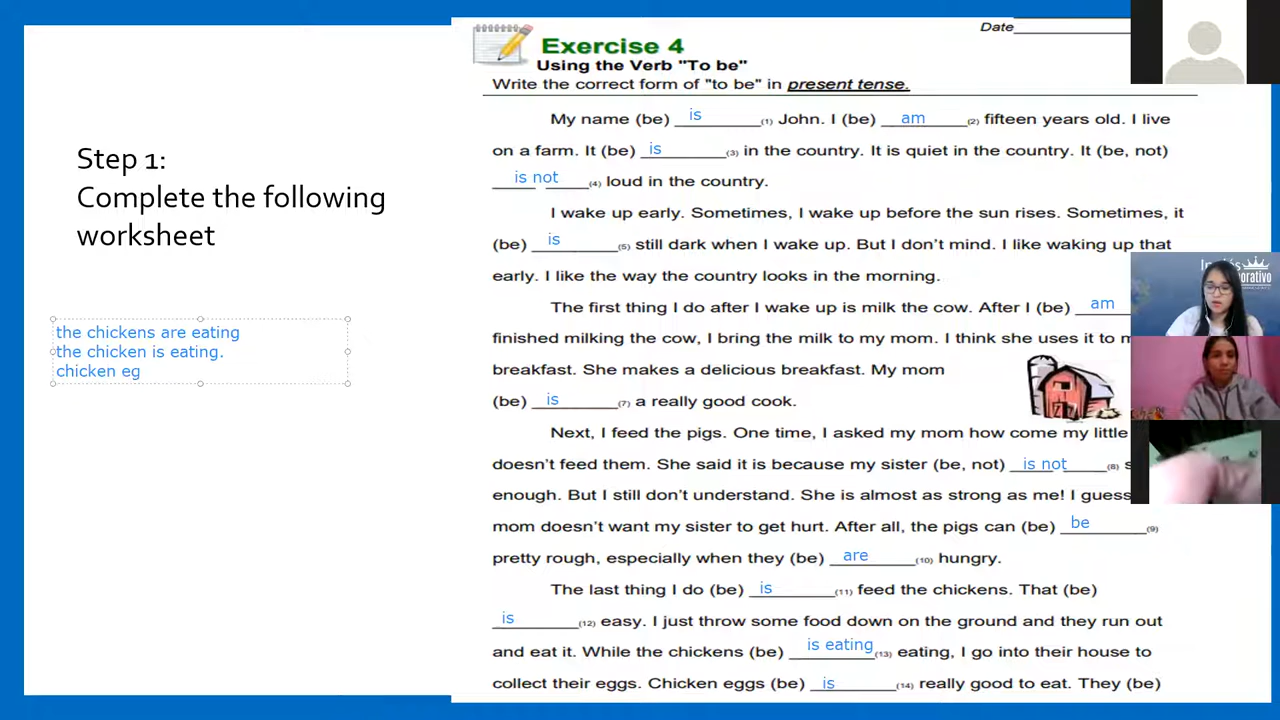 Step 1:
Complete the following
worksheet
the chickens are eating
the chicken is eating.
chicken eg
Date
Exercise 4
Using the Verb "To be"
Write the correct form of "to be" in present tense.
My name (be) is (1) John. I (be) am (2) fifteen years old. I live
on a farm. It (be) is (3) in the country. It is quiet in the country. It (be, not)
is not (4) loud in the country.
I wake up early. Sometimes, I wake up before the sun rises. Sometimes, it
(be) is (5) still dark when I wake up. But I don't mind. I like waking up that
early. I like the way the country looks in the morning.
The first thing I do after I wake up is milk the cow. After I (be) am
finished milking the cow, I bring the milk to my mom. I think she uses it to
breakfast. She makes a delicious breakfast. My mom
(be) is (7) a really good cook.
Next, I feed the pigs. One time, I asked my mom how come my little
doesn't feed them. She said it is because my sister (be, not) is not (8)
enough. But I still don't understand. She is almost as strong as me! I guess
mom doesn't want my sister to get hurt. After all, the pigs can (be) be (9)
pretty rough, especially when they (be) are (10) hungry.
The last thing I do (be) is (11) feed the chickens. That (be)
is (12) easy. I just throw some food down on the ground and they run out
and eat it. While the chickens (be) is eating (13) eating, I go into their house to
collect their eggs. Chicken eggs (be) is (14) really good to eat. They (be)